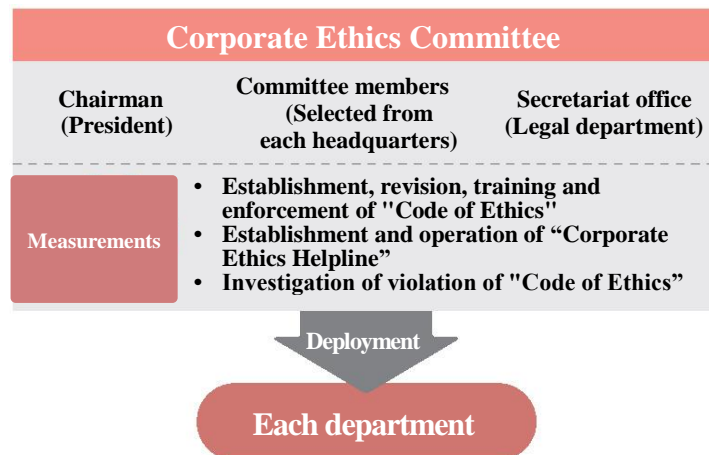 Corporate Ethics Committee
Chairman
(President)
Committee members
(Selected from
each headquarters)
Secretariat office
(Legal department)
Measurements
• Establishment, revision, training and
enforcement of "Code of Ethics"
• Establishment and operation of “Corporate
Ethics Helpline”
• Investigation of violation of "Code of Ethics”
Deployment
Each department